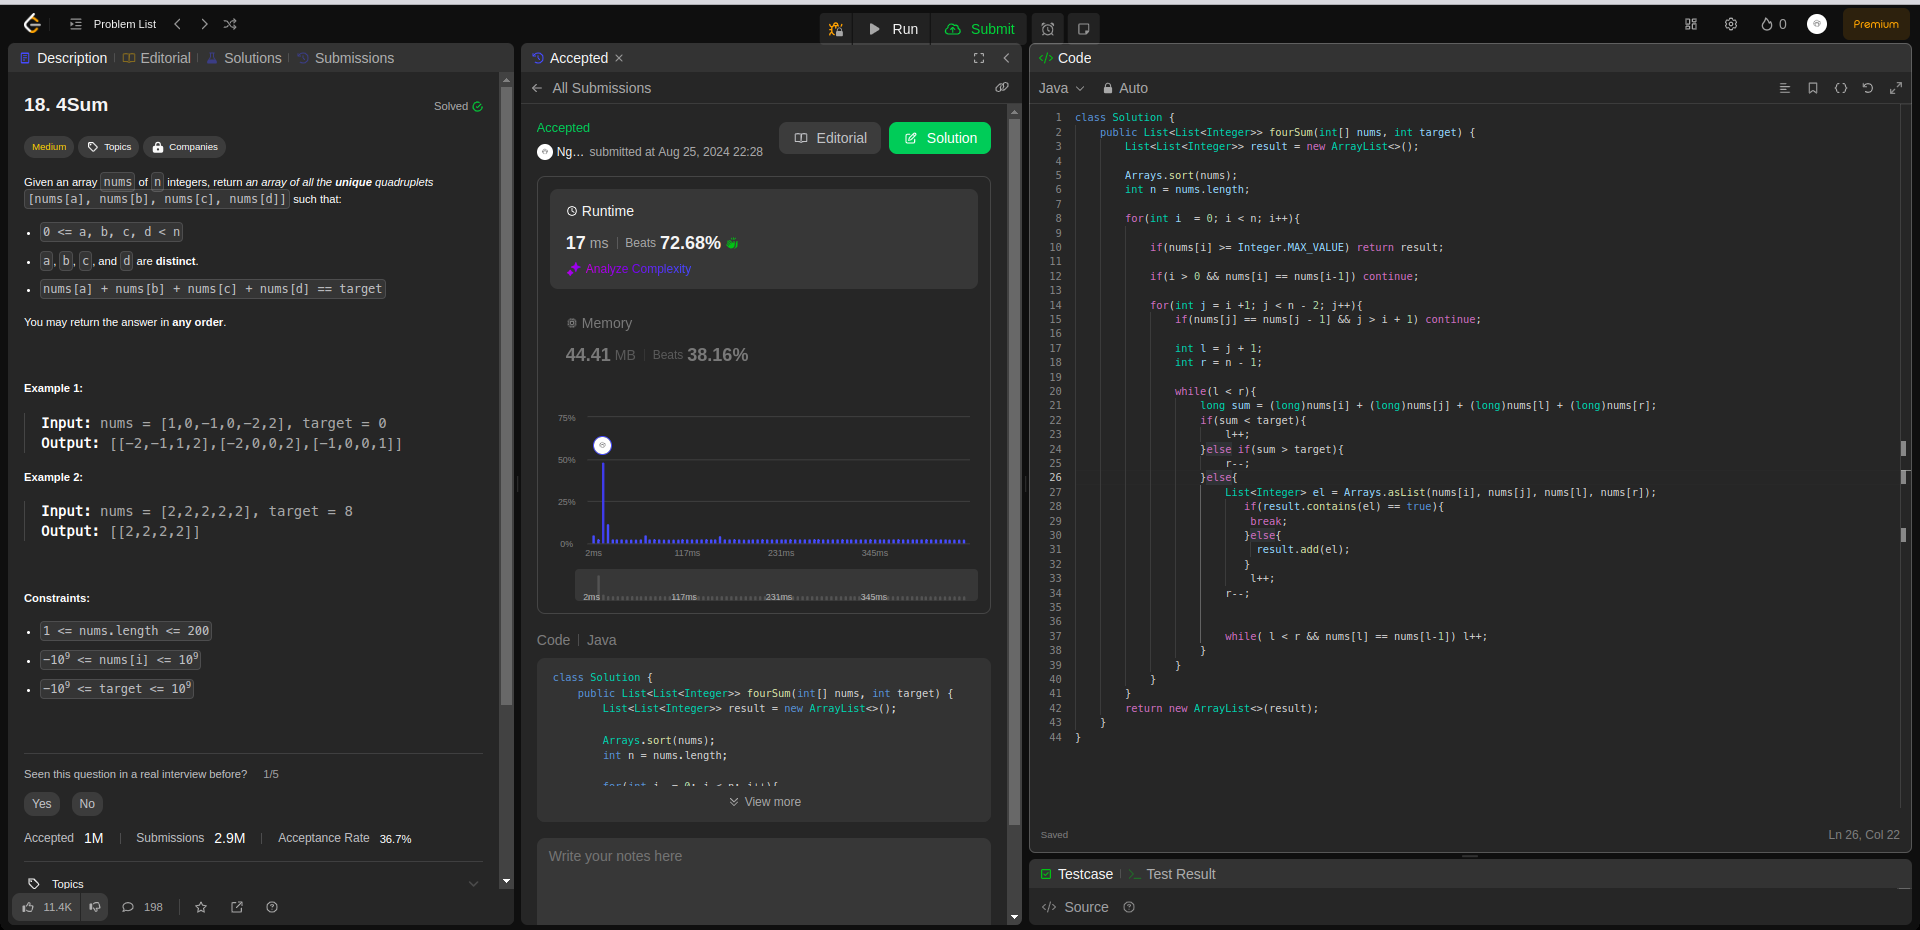 Problem List
Run
Submit
0
Premium
Description
Editorial
Solutions
Submissions
18. 4Sum
Solved
Medium
Topics
Companies
Given an array nums of n integers, return an array of all the unique quadruplets
[nums[a], nums[b], nums[c], nums[d]] such that:
0 <= a, b, c, d < n
a, b, c, and d are distinct.
nums[a] + nums[b] + nums[c] + nums[d] == target
You may return the answer in any order.
Example 1:
Input: nums = [1,0,-1,0,-2,2], target = 0
Output: [[-2,-1,1,2],[-2,0,0,2],[-1,0,0,1]]
Example 2:
Input: nums = [2,2,2,2,2], target = 8
Output: [[2,2,2,2]]
Constraints:
1 <= nums.length <= 200
-10⁹ <= nums[i] <= 10⁹
-10⁹ <= target <= 10⁹
Seen this question in a real interview before? 1/5
Yes
No
Accepted 1M
Submissions 2.9M
Acceptance Rate 36.7%
Topics
11.4K
198
Accepted
All Submissions
Accepted
Ng... submitted at Aug 25, 2024 22:28
Editorial
Solution
Runtime
17 ms
Beats 72.68%
Analyze Complexity
Memory
44.41 MB
Beats 38.16%
75%
50%
25%
0%
2ms 117ms 231ms 345ms
2ms 117ms 231ms 345ms
Code
Java
class Solution {
public List<List<Integer>> fourSum(int[] nums, int target) {
List<List<Integer>> result = new ArrayList<>();
Arrays.sort(nums);
int n = nums.length;
for(int i  = 0; i < n; i++){
View more
Write your notes here
Code
Java
Auto
1 class Solution {
2 public List<List<Integer>> fourSum(int[] nums, int target) {
3 List<List<Integer>> result = new ArrayList<>();
4
5 Arrays.sort(nums);
6 int n = nums.length;
7
8 for(int i  = 0; i < n; i++){
9
10 if(nums[i] >= Integer.MAX_VALUE) return result;
11
12 if(i > 0 && nums[i] == nums[i-1]) continue;
13
14 for(int j = i +1; j < n - 2; j++){
15 if(nums[j] == nums[j - 1] && j > i + 1) continue;
16
17 int l = j + 1;
18 int r = n - 1;
19
20 while(l < r){
21 long sum = (long)nums[i] + (long)nums[j] + (long)nums[l] + (long)nums[r];
22 if(sum < target){
23 l++;
24 }else if(sum > target){
25 r--;
26 }else{
27 List<Integer> el = Arrays.asList(nums[i], nums[j], nums[l], nums[r]);
28 if(result.contains(el) == true){
29 break;
30 }else{
31 result.add(el);
32 }
33 l++;
34 r--;
35
36
37 while( l < r && nums[l] == nums[l-1]) l++;
38 }
39 }
40 }
41 }
42 return new ArrayList<>(result);
43 }
44 }
Saved
Ln 26, Col 22
Testcase
Test Result
Source